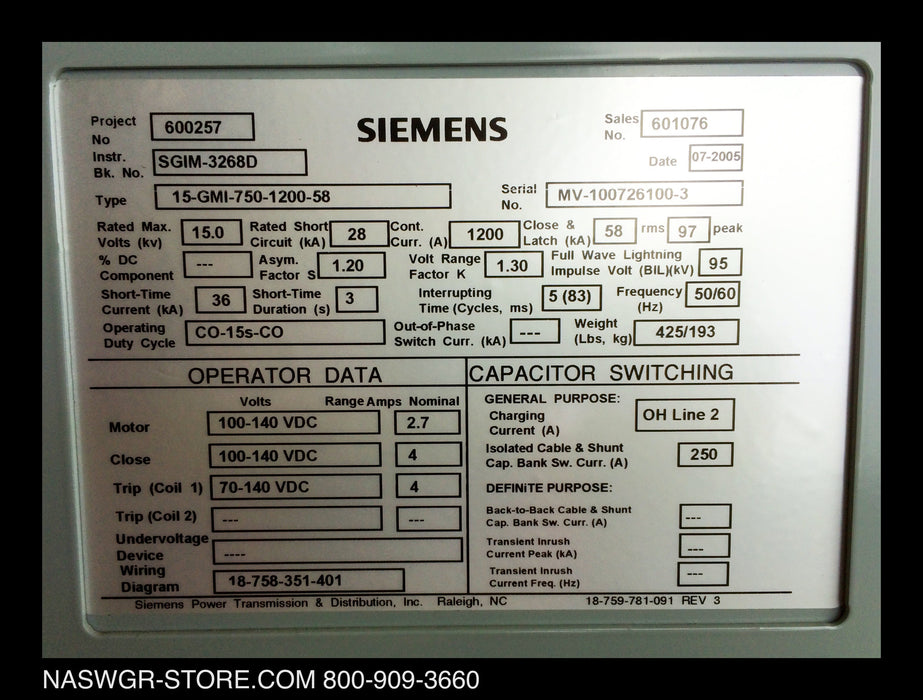 Project No 600257 SIEMENS Sales No. 601076
Instr. Bk. No. SGIM-3268D Date 07-2005
Type 15-GMI-750-1200-58 Serial No. MV-100726100-3
Rated Max. Volts (kv) 15.0 Rated Short Circuit (kA) 28 Cont. Curr. (A) 1200 Close & Latch (kA) 58 rms 97 peak
% DC Component --- Asym. Factor S 1.20 Volt Range Factor K 1.30 Full Wave Lightning Impulse Volt (BIL)(kV) 95
Short-Time Current (kA) 36 Short-Time Duration (s) 3 Interrupting Time (Cycles, ms) 5 (83) Frequency (Hz) 50/60
Operating Duty Cycle CO-15s-CO Out-of-Phase Switch Curr. (kA) --- Weight (Lbs, kg) 425/193
OPERATOR DATA
Volts Range Amps Nominal
Motor 100-140 VDC 2.7
Close 100-140 VDC 4
Trip (Coil 1) 70-140 VDC 4
Trip (Coil 2) --- ---
Undervoltage Device ----
Wiring Diagram 18-758-351-401
CAPACITOR SWITCHING
GENERAL PURPOSE:
Charging Current (A) OH Line 2
Isolated Cable & Shunt Cap. Bank Sw. Curr. (A) 250
DEFINiTE PURPOSE:
Back-to-Back Cable & Shunt Cap. Bank Sw. Curr. (A) ---
Transient Inrush Current Peak (kA) ---
Transient Inrush Current Freq. (Hz) ---
Siemens Power Transmission & Distribution, Inc. Raleigh, NC 18-759-781-091 REV 3
NASWGR-STORE.COM 800-909-3660